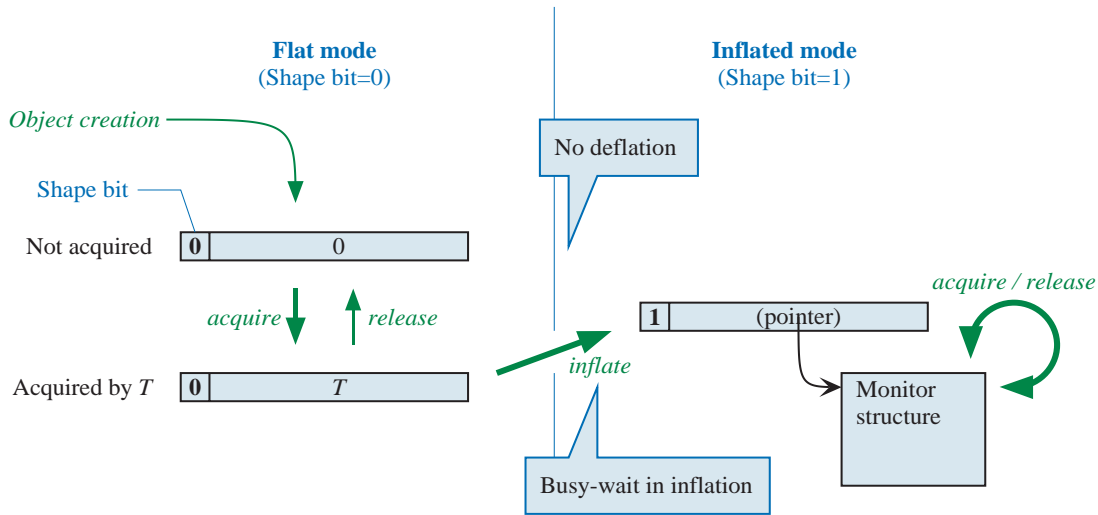 Flat mode
(Shape bit=0)
Inflated mode
(Shape bit=1)
Object creation
No deflation
Shape bit
Not acquired
0 0
acquire
release
acquire / release
1 (pointer)
inflate
Acquired by T
0 T
Monitor
structure
Busy-wait in inflation